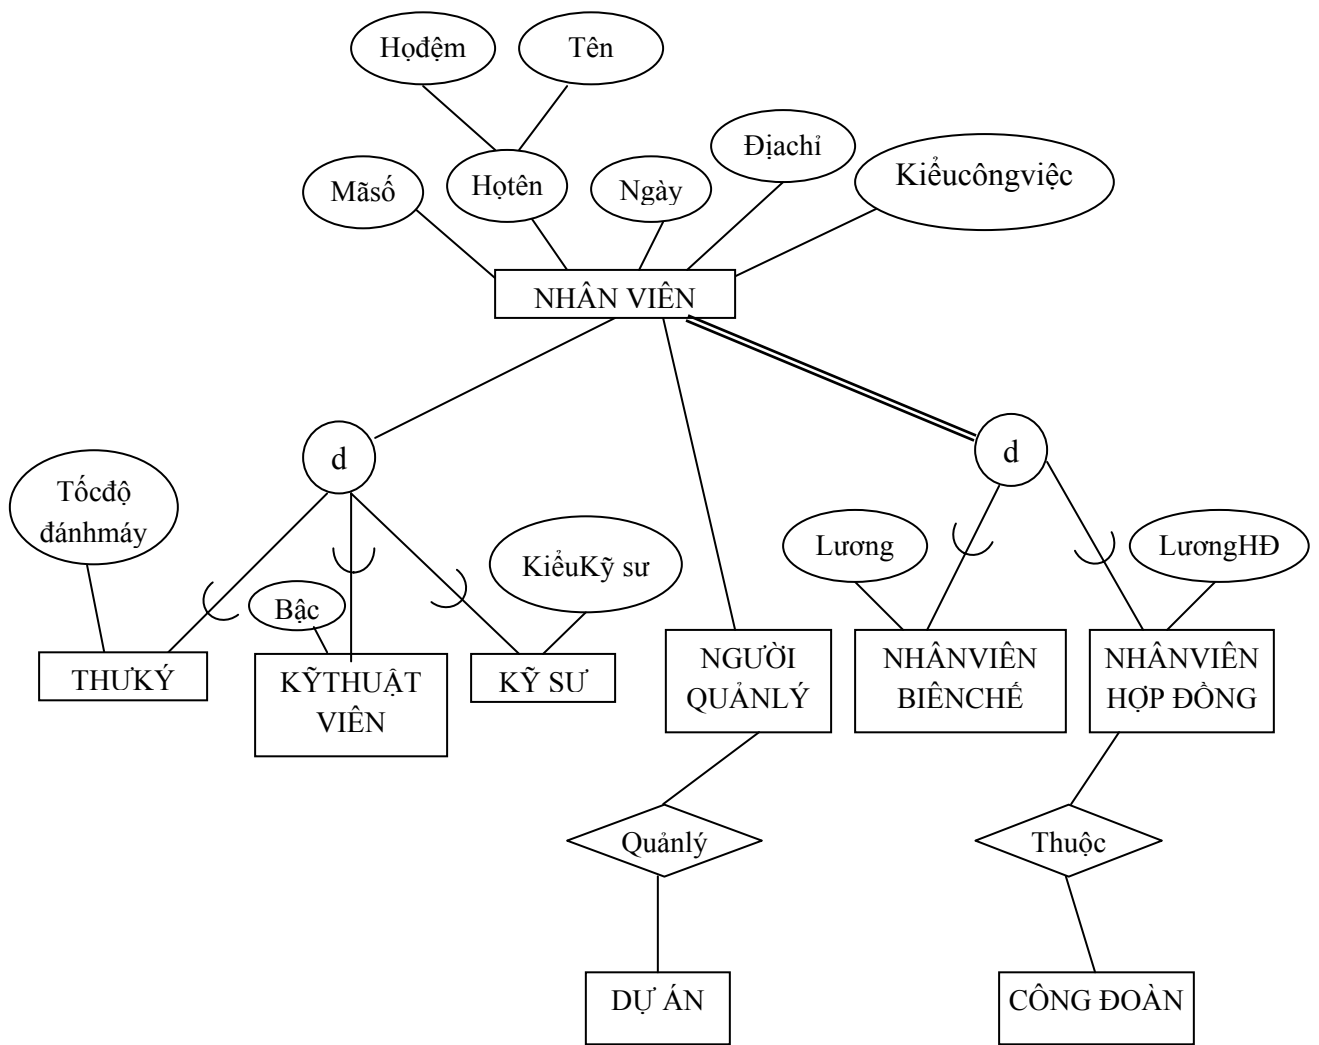 Họđệm
Tên
Mãsố
Họtên
Ngày
Địachỉ
Kiểucôngviệc
NHÂN VIÊN
d
d
Tốcđộ
đánhmáy
Bậc
KiểuKỹ sư
Lương
LươngHĐ
THƯKÝ
KỸTHUẬT
VIÊN
KỸ SƯ
NGƯỜI
QUẢNLÝ
NHÂNVIÊN
BIÊNCHẾ
NHÂNVIÊN
HỢP ĐỒNG
Quảnlý
Thuộc
DỰ ÁN
CÔNG ĐOÀN